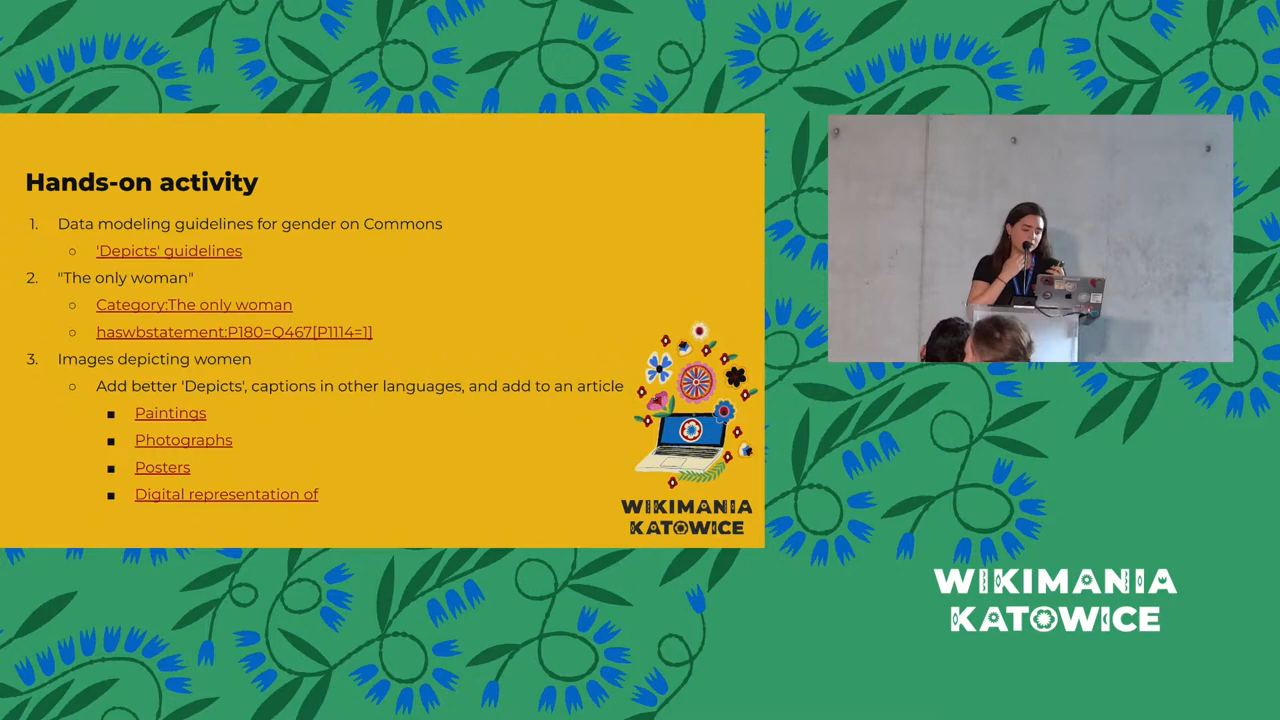 Hands-on activity
1. Data modeling guidelines for gender on Commons
○ 'Depicts' guidelines
2. "The only woman"
○ Category:The only woman
○ haswbstatement:P180=Q467[P1114=1]
3. Images depicting women
○ Add better 'Depicts', captions in other languages, and add to an article
■ Paintings
■ Photographs
■ Posters
■ Digital representation of
WIKIMANIA
KATOWICE
WIKIMANIA
KATOWICE